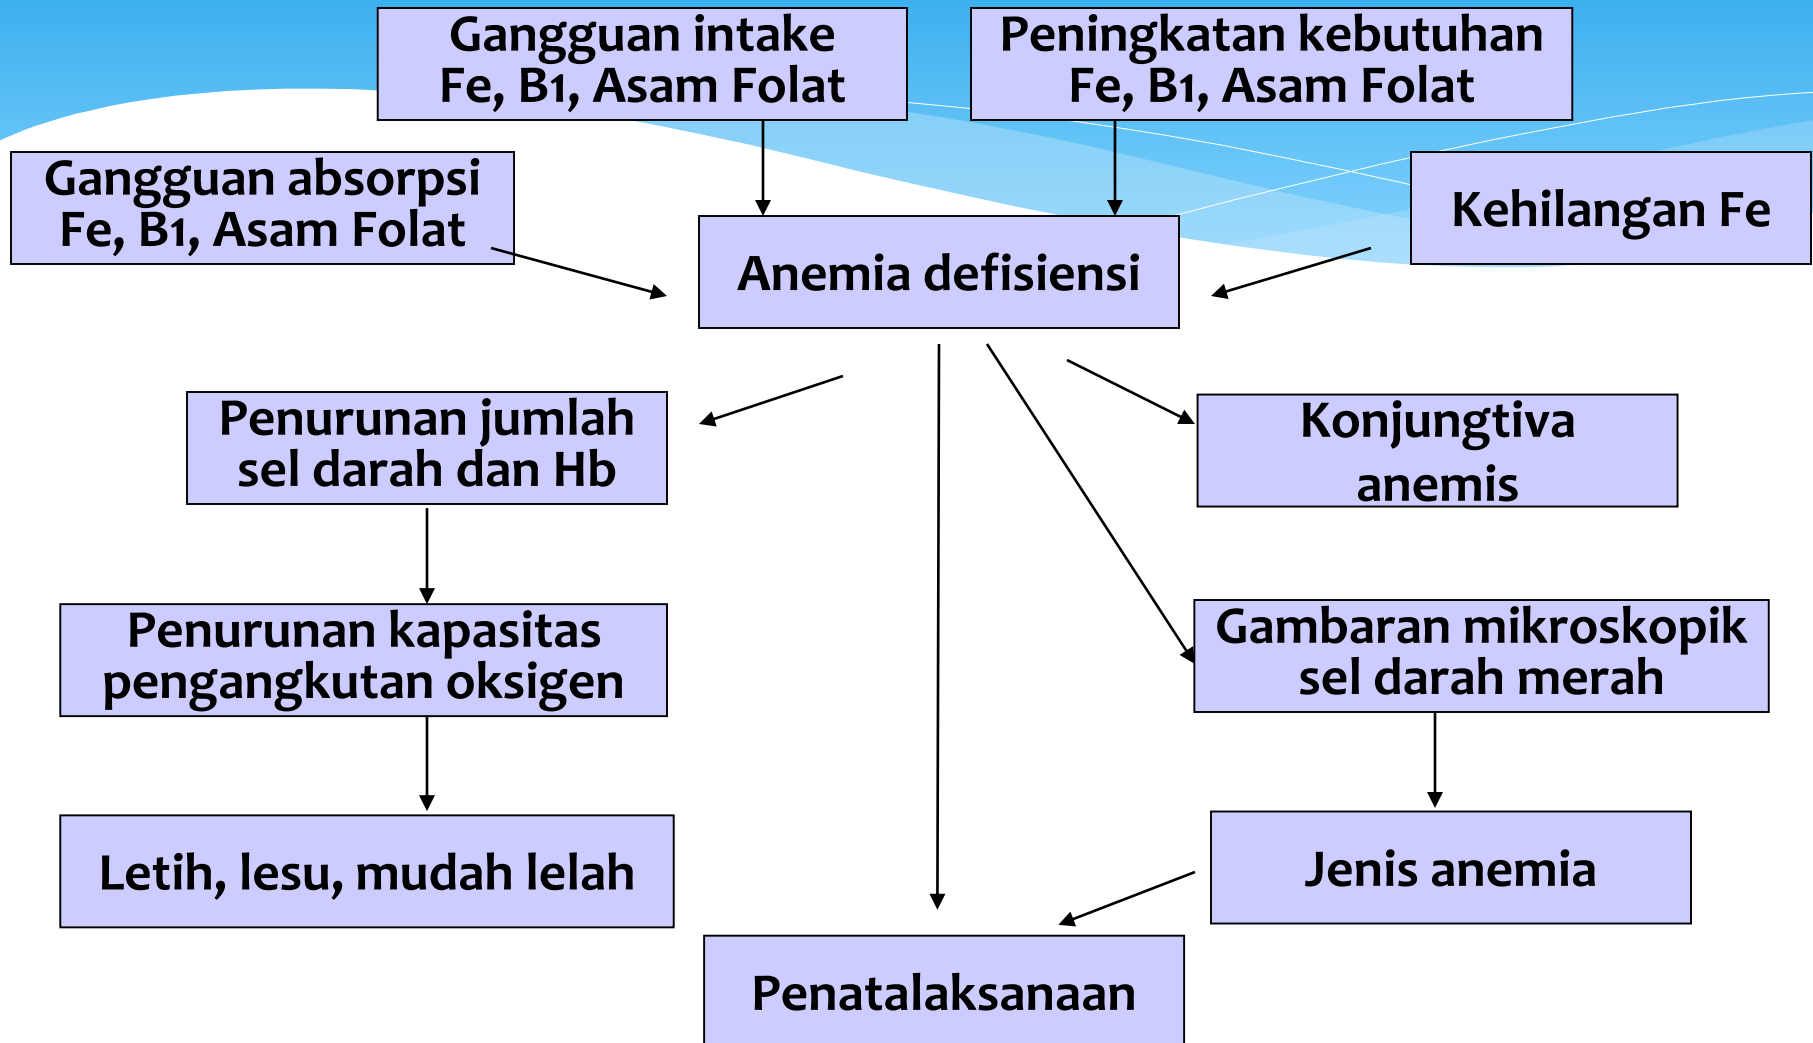 Gangguan intake
Fe, B1, Asam Folat
Peningkatan kebutuhan
Fe, B1, Asam Folat
Gangguan absorpsi
Fe, B1, Asam Folat
Kehilangan Fe
Anemia defisiensi
Penurunan jumlah
sel darah dan Hb
Konjungtiva
anemis
Penurunan kapasitas
pengangkutan oksigen
Gambaran mikroskopik
sel darah merah
Letih, lesu, mudah lelah
Jenis anemia
Penatalaksanaan